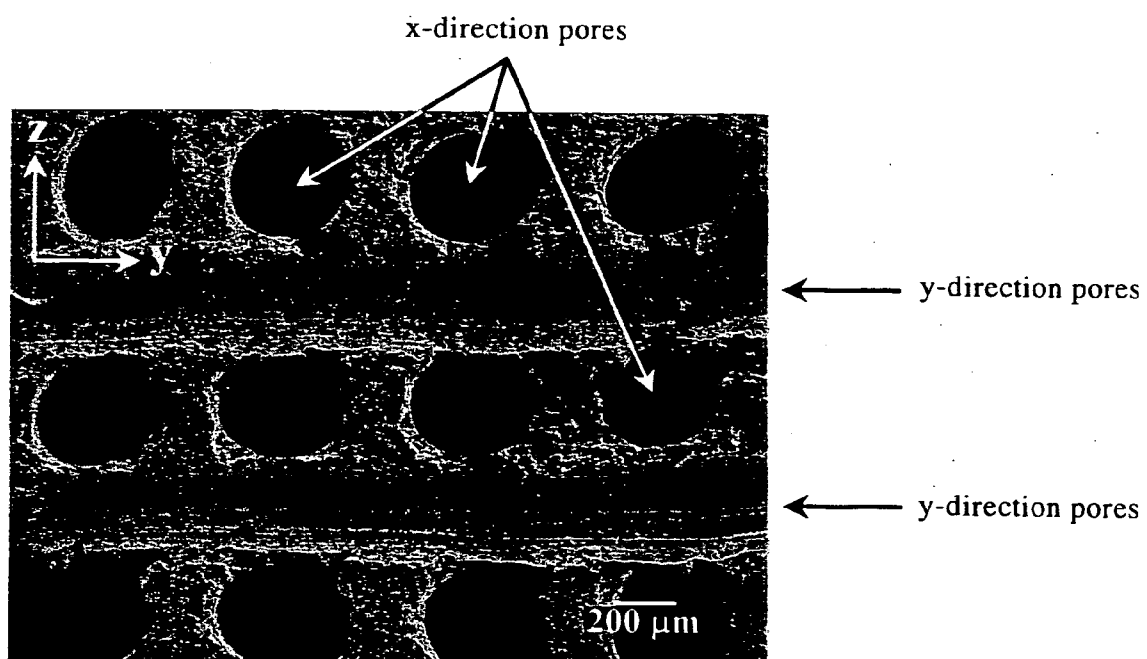 x-direction pores
z
y
y-direction pores
y-direction pores
200 μm